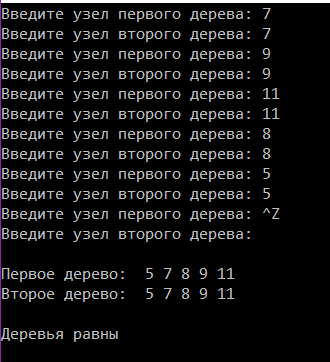 Введите узел первого дерева: 7
Введите узел второго дерева: 7
Введите узел первого дерева: 9
Введите узел второго дерева: 9
Введите узел первого дерева: 11
Введите узел второго дерева: 11
Введите узел первого дерева: 8
Введите узел второго дерева: 8
Введите узел первого дерева: 5
Введите узел второго дерева: 5
Введите узел первого дерева: ^Z
Введите узел второго дерева:
Первое дерево:  5 7 8 9 11
Второе дерево:  5 7 8 9 11
Деревья равны